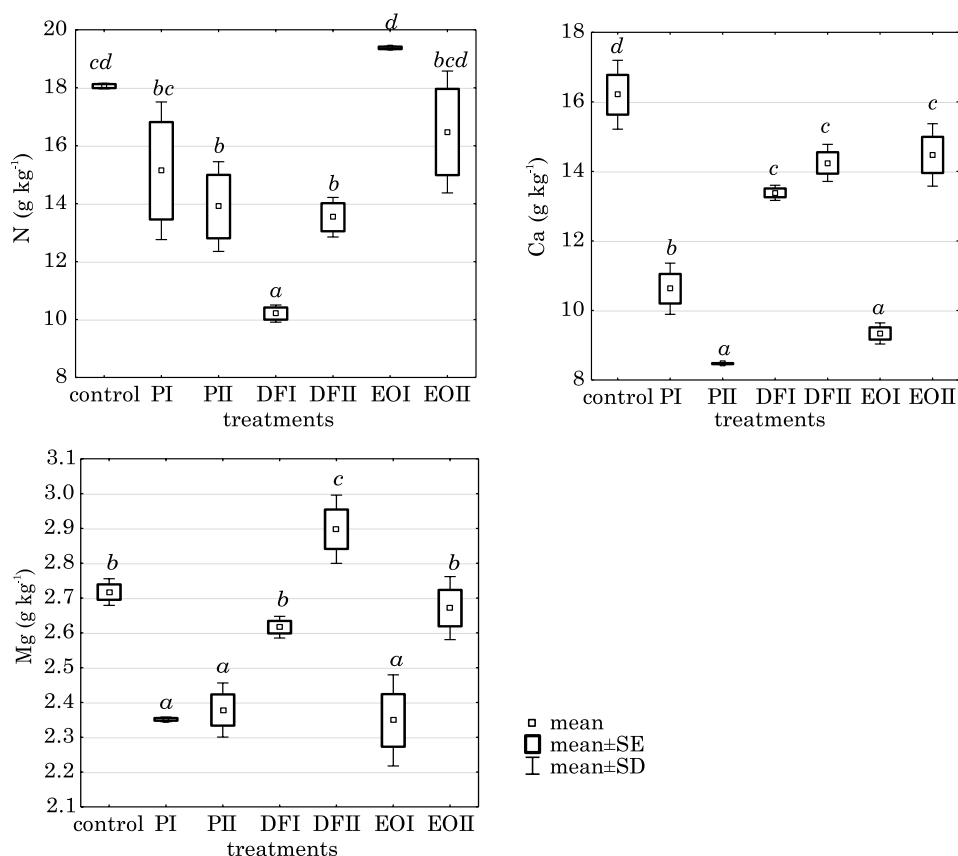 N (g kg⁻¹)
20
18
16
14
12
10
8
cd
bc
b
a
b
d
bcd
control PI PII DFI DFII EOI EOII
treatments
Ca (g kg⁻¹)
18
16
14
12
10
8
d
b
a
c
c
a
c
control PI PII DFI DFII EOI EOII
treatments
Mg (g kg⁻¹)
3.1
3.0
2.9
2.8
2.7
2.6
2.5
2.4
2.3
2.2
2.1
b
a
a
b
c
a
b
control PI PII DFI DFII EOI EOII
treatments
mean
mean±SE
mean±SD